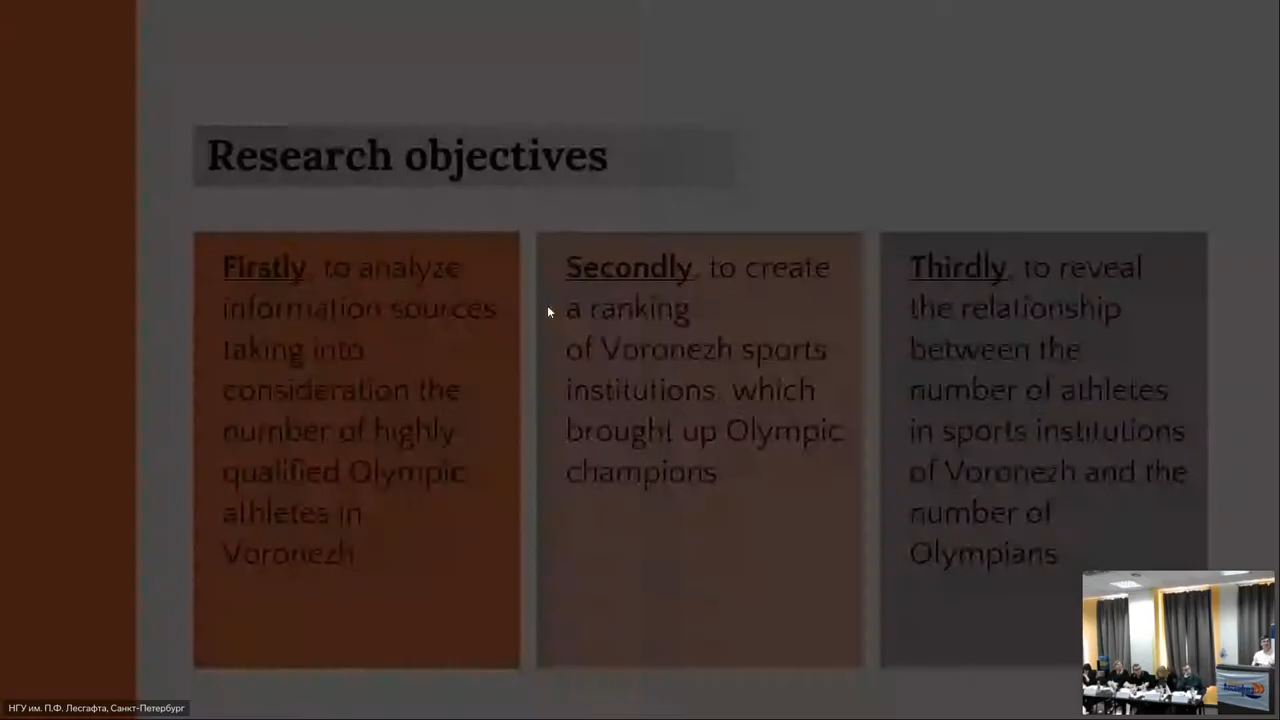 Research objectives
Firstly, to analyze
information sources
taking into
consideration the
number of highly
qualified Olympic
athletes in
Voronezh
Secondly, to create
a ranking
of Voronezh sports
institutions, which
brought up Olympic
champions
Thirdly, to reveal
the relationship
between the
number of athletes
in sports institutions
of Voronezh and the
number of
Olympians
НГУ им. П.Ф. Лесгафта, Санкт-Петербург